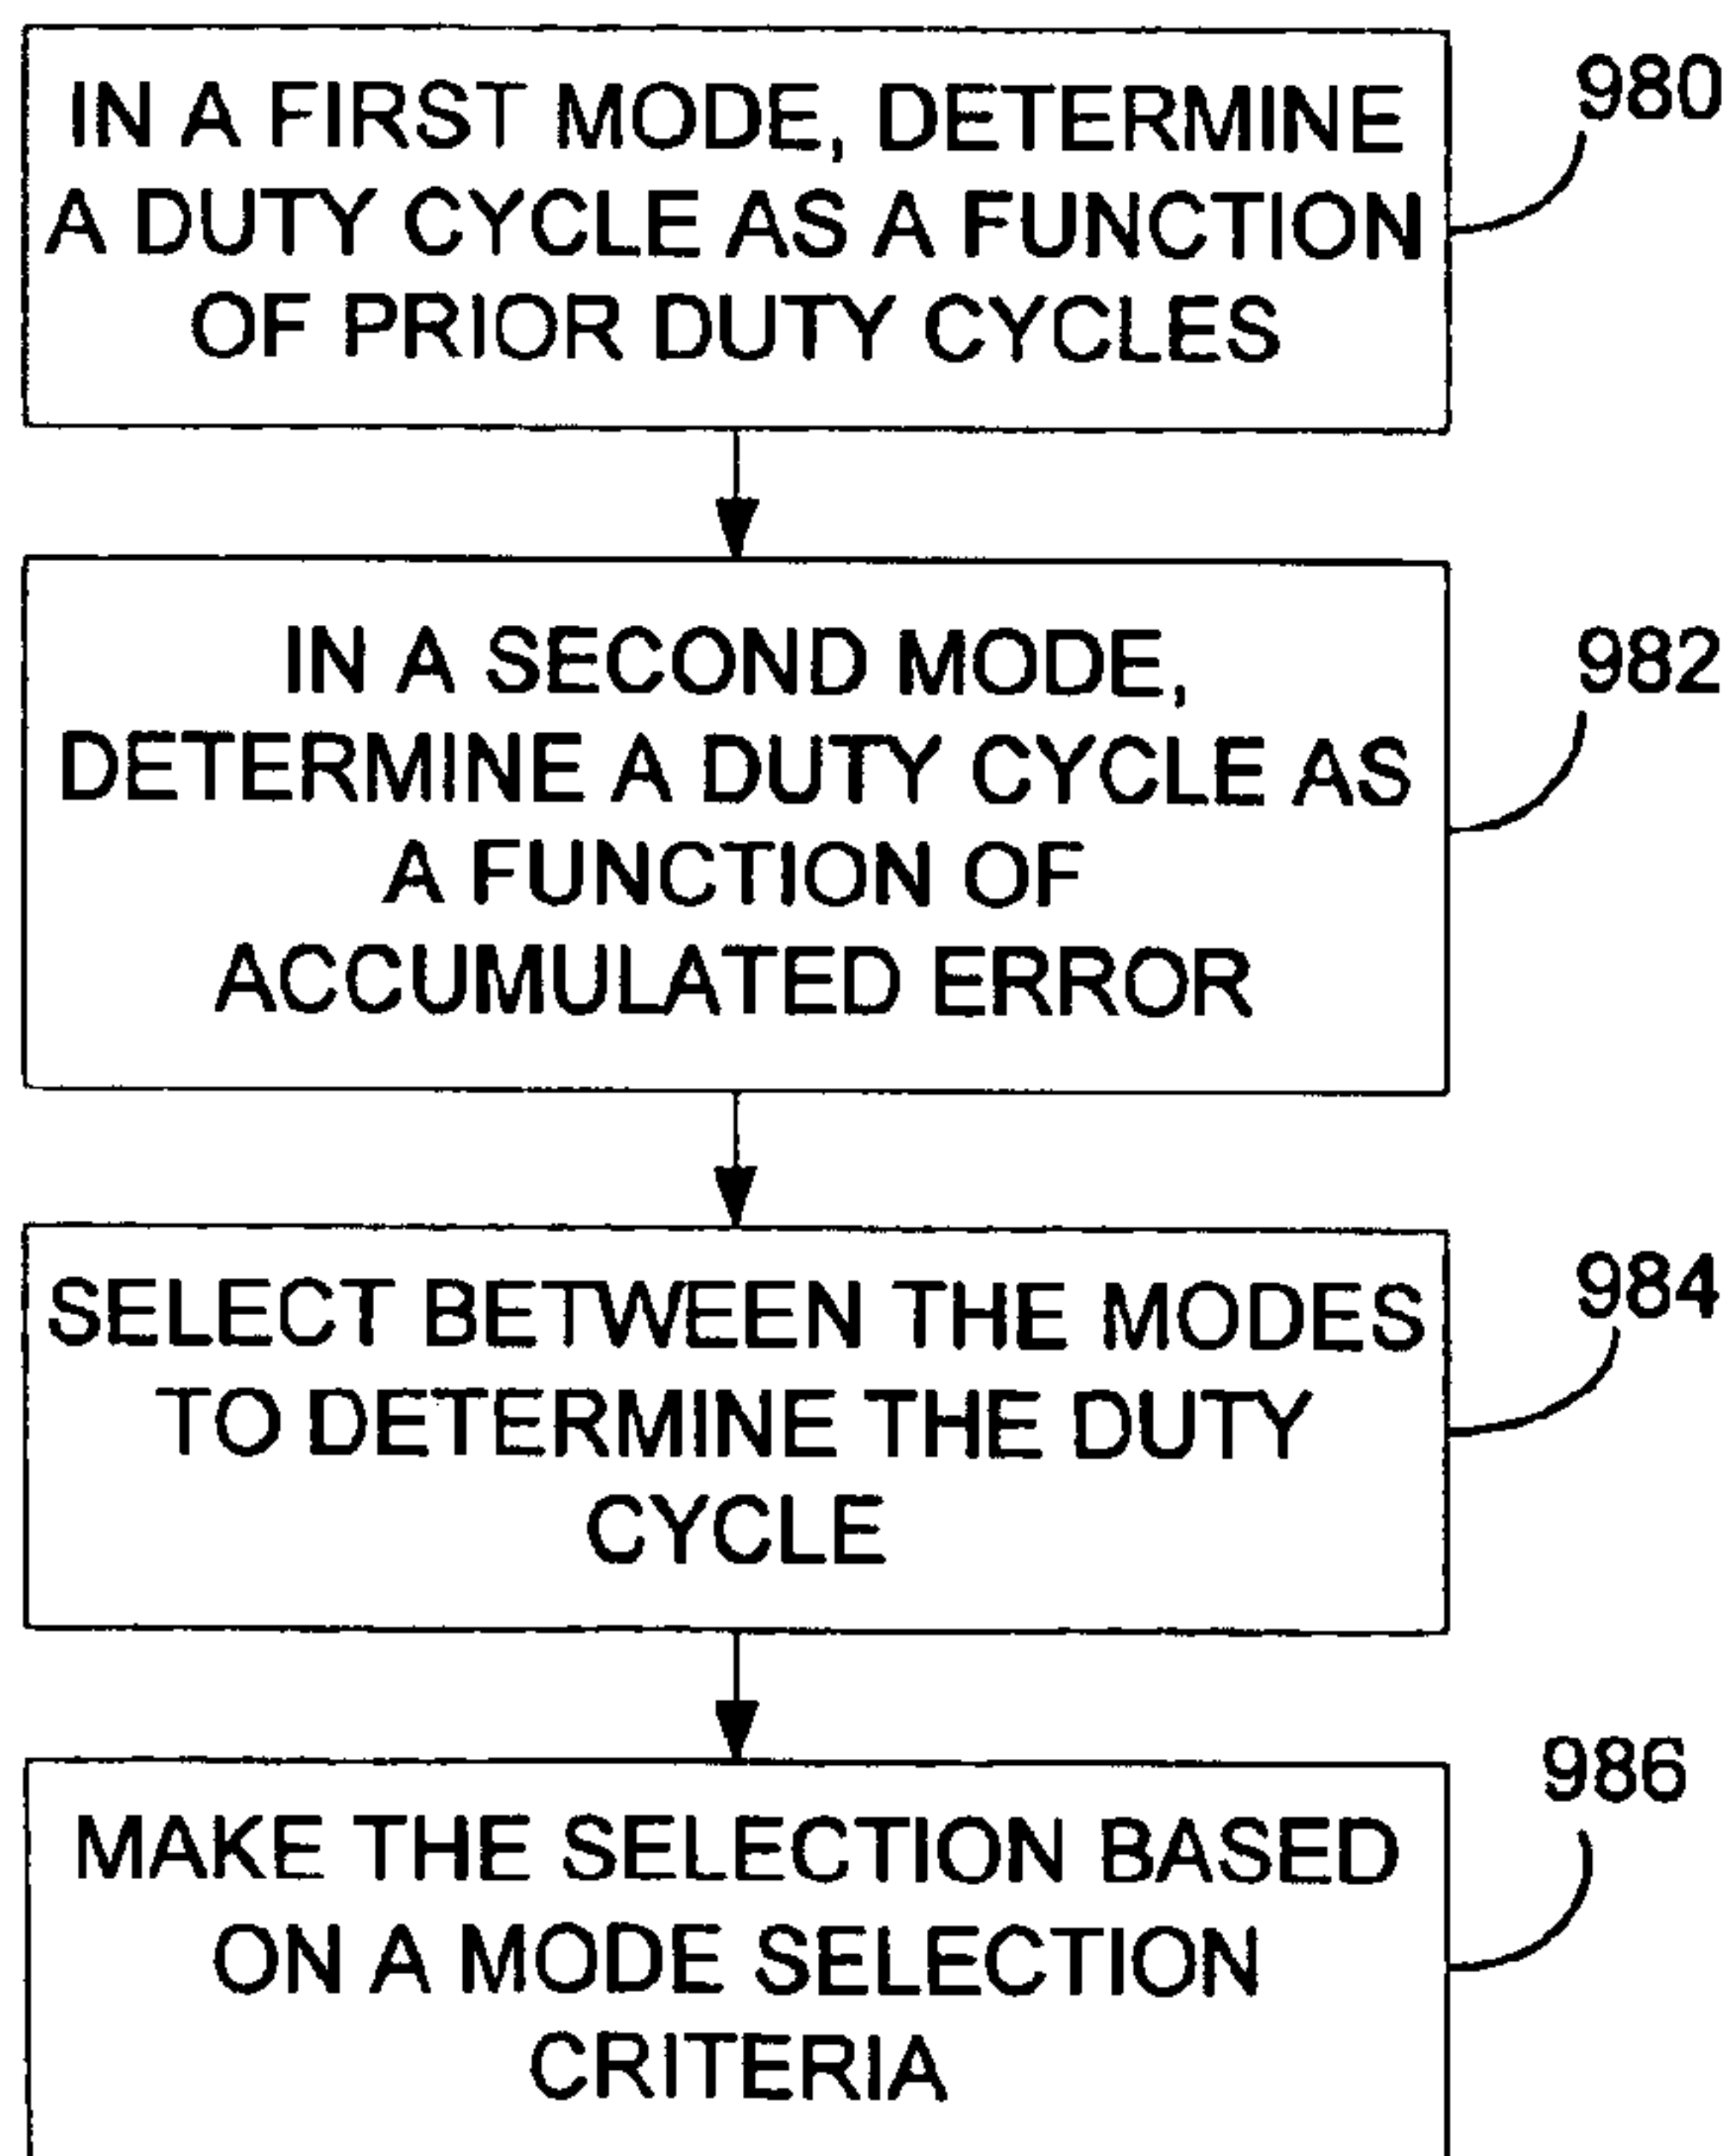 IN A FIRST MODE, DETERMINE
A DUTY CYCLE AS A FUNCTION
OF PRIOR DUTY CYCLES
980
IN A SECOND MODE,
DETERMINE A DUTY CYCLE AS
A FUNCTION OF
ACCUMULATED ERROR
982
SELECT BETWEEN THE MODES
TO DETERMINE THE DUTY
CYCLE
984
MAKE THE SELECTION BASED
ON A MODE SELECTION
CRITERIA
986